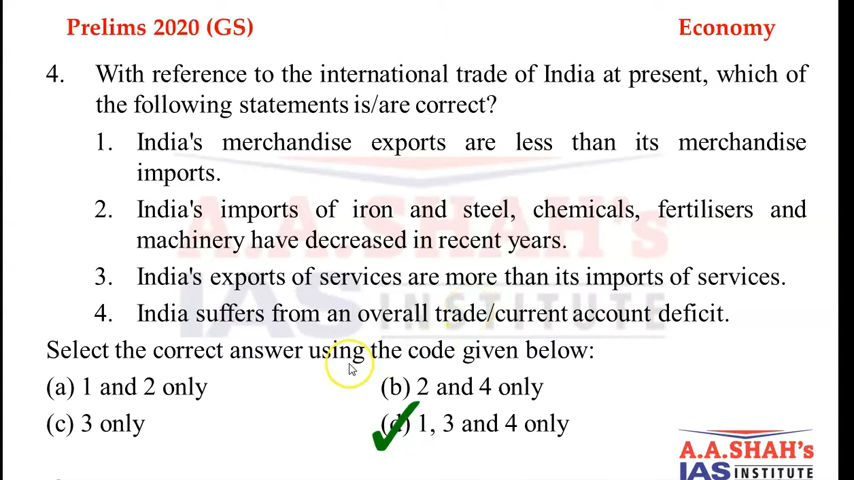 Prelims 2020 (GS) Economy
4. With reference to the international trade of India at present, which of
the following statements is/are correct?
1. India's merchandise exports are less than its merchandise
imports.
2. India's imports of iron and steel, chemicals, fertilisers and
machinery have decreased in recent years.
3. India's exports of services are more than its imports of services.
4. India suffers from an overall trade/current account deficit.
Select the correct answer using the code given below:
(a) 1 and 2 only (b) 2 and 4 only
(c) 3 only (d) 1, 3 and 4 only
A.A.SHAH's
IAS INSTITUTE
A.A.SHAH's
IAS INSTITUTE